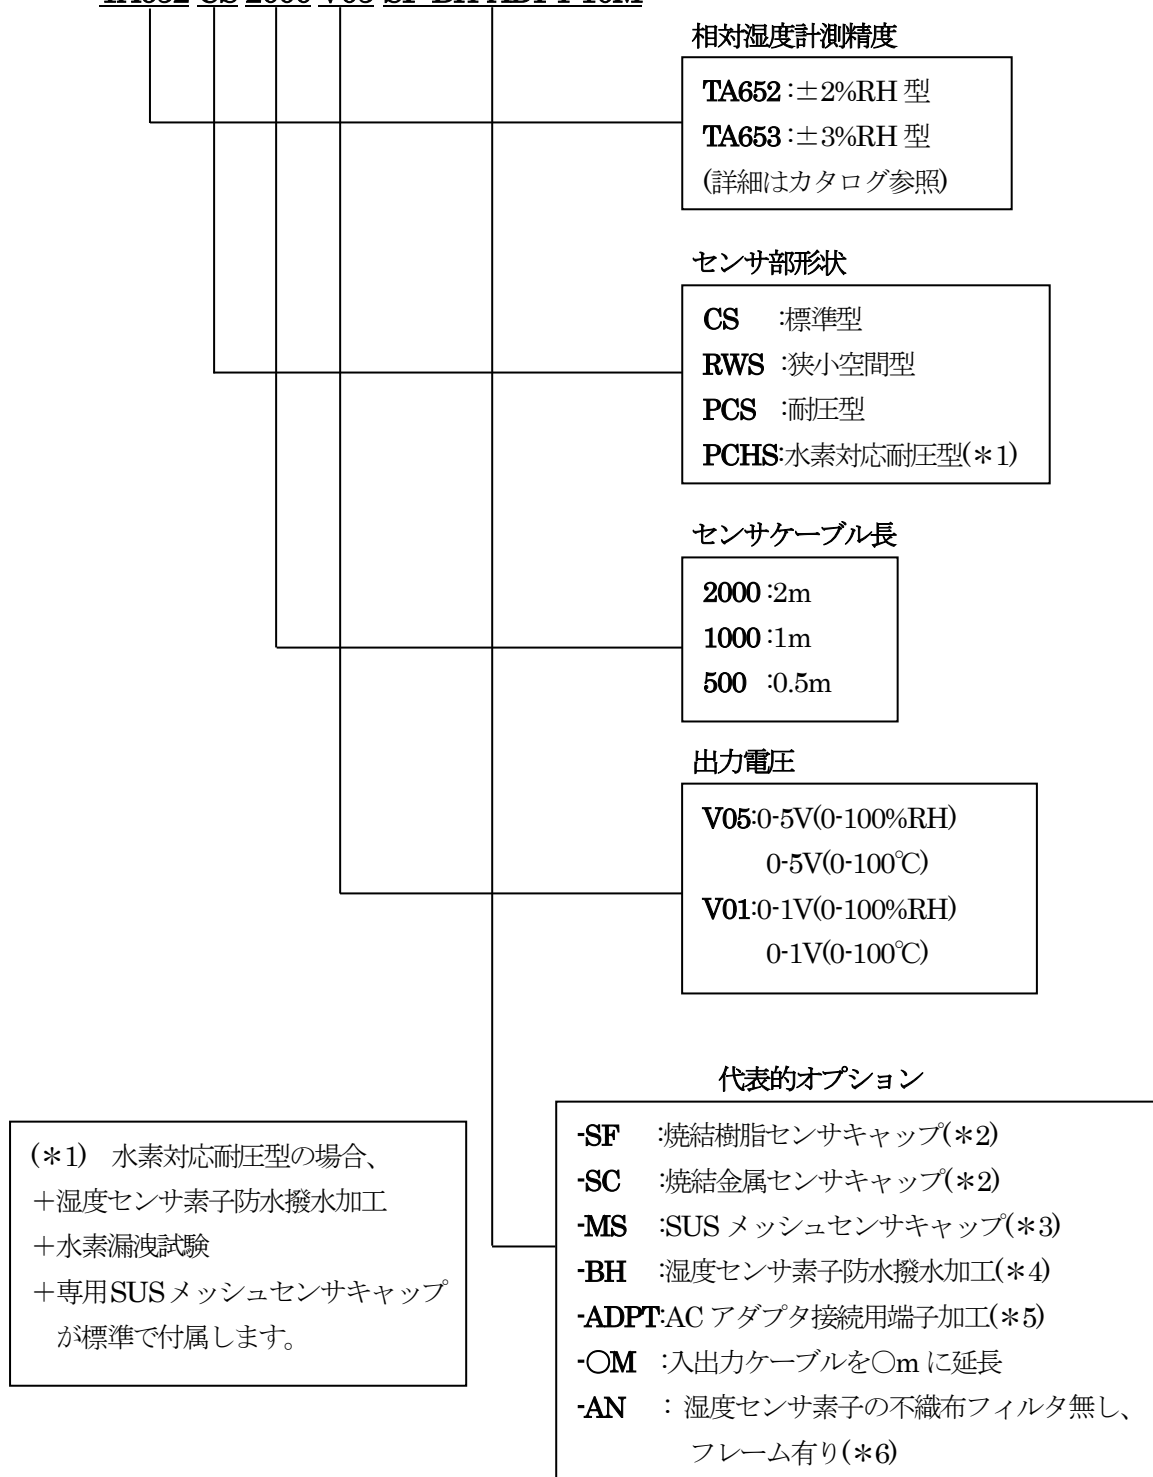 相対湿度計測精度
TA652:±2%RH 型
TA653:±3%RH 型
(詳細はカタログ参照)
センサ部形状
CS :標準型
RWS :狭小空間型
PCS :耐圧型
PCHS:水素対応耐圧型(＊1)
センサケーブル長
2000:2m
1000:1m
500 :0.5m
出力電圧
V05:0-5V(0-100%RH)
0-5V(0-100℃)
V01:0-1V(0-100%RH)
0-1V(0-100℃)
代表的オプション
-SF :焼結樹脂センサキャップ(＊2)
-SC :焼結金属センサキャップ(＊2)
-MS :SUS メッシュセンサキャップ(＊3)
-BH :湿度センサ素子防水撥水加工(＊4)
-ADPT:AC アダプタ接続用端子加工(＊5)
-○M :入出力ケーブルを○m に延長
-AN : 湿度センサ素子の不織布フィルタ無し、
フレーム有り(＊6)
(＊1) 水素対応耐圧型の場合、
＋湿度センサ素子防水撥水加工
＋水素漏洩試験
＋専用 SUS メッシュセンサキャップ
が標準で付属します。